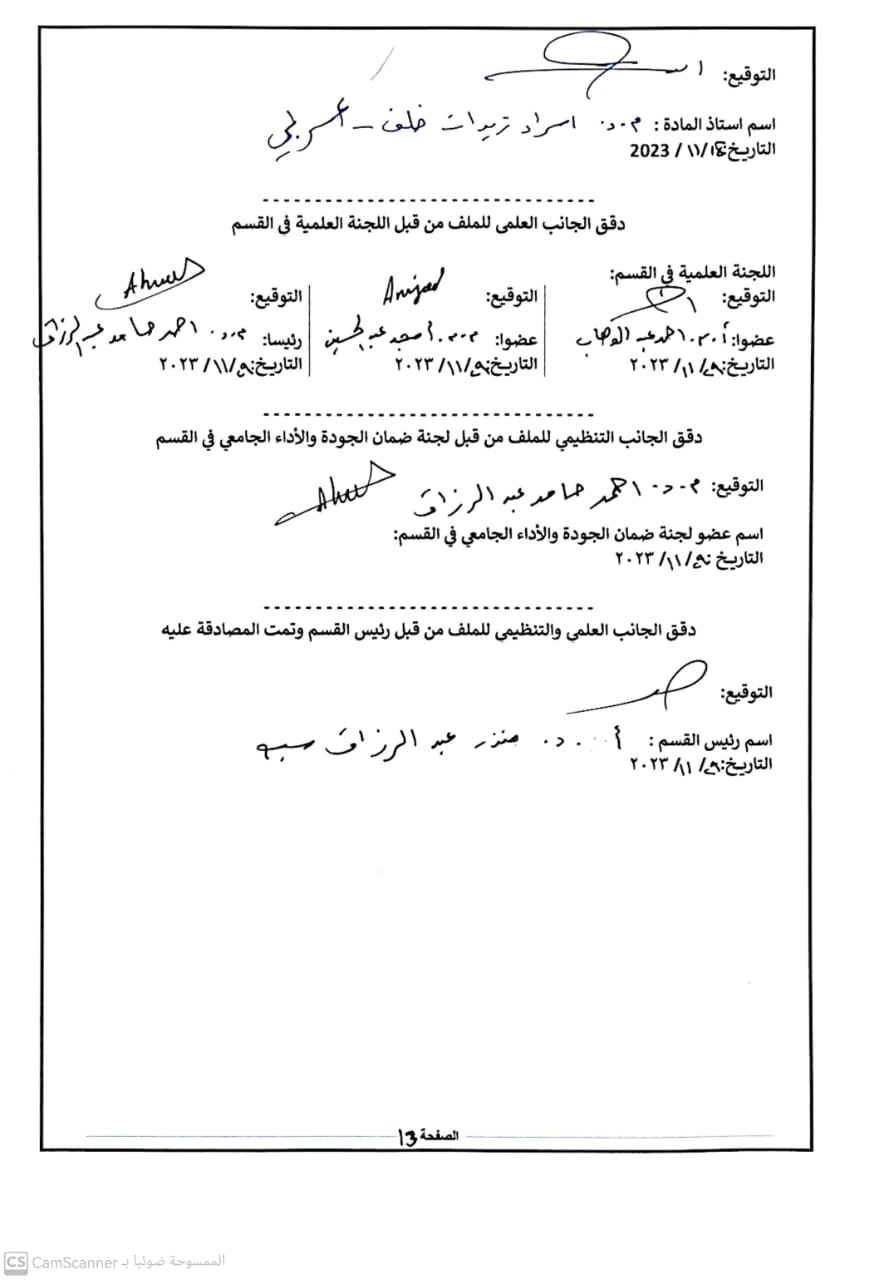 التوقيع:
اسم استاذ المادة : م.د. اسراء زيدان خلف -
التاريخ / ١١ / 2023
دقق الجانب العلمي للملف من قبل اللجنة العلمية في القسم
اللجنة العلمية في القسم:
التوقيع:
عضوا: أ.م. احمد عبد الوهاب
التاريخ: / ١١ / ٢٠٢٣
التوقيع: Amjad
عضوا: م.م. أمجد عبد الحسين
التاريخ: / ١١ / ٢٠٢٣
التوقيع: Ahmed
رئيسا: م.د. احمد حامد عبد الرزاق
التاريخ: / ١١ / ٢٠٢٣
دقق الجانب التنظيمي للملف من قبل لجنة ضمان الجودة والأداء الجامعي في القسم
التوقيع: م.د. احمد حامد عبد الرزاق Ahmed
اسم عضو لجنة ضمان الجودة والأداء الجامعي في القسم:
التاريخ : / ١١ / ٢٠٢٣
دقق الجانب العلمي والتنظيمي للملف من قبل رئيس القسم وتمت المصادقة عليه
التوقيع:
اسم رئيس القسم : أ. د. منذر عبد الرزاق
التاريخ: / ١١ / ٢٠٢٣
الصفحة 13
CS CamScanner الممسوحة ضوئيا بـ